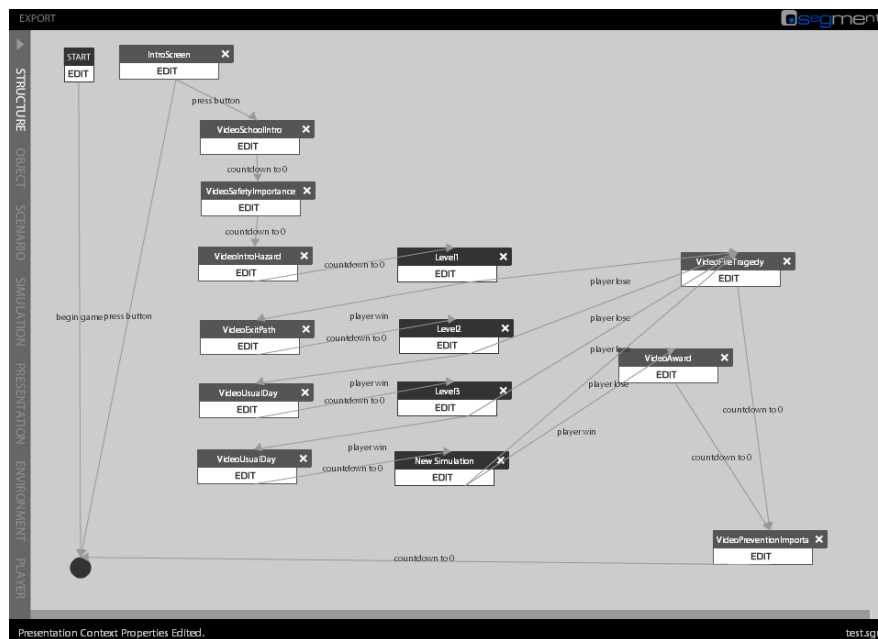 EXPORT
segment
STRUCTURE
OBJECT
SCENARIO
SIMULATION
PRESENTATION
ENVIRONMENT
PLAYER
START
EDIT
IntroScreen
EDIT
press button
VideoSchoolIntro
EDIT
countdown to 0
VideoSafetyImportance
EDIT
countdown to 0
VideoIntroHazard
EDIT
countdown to 0
Level1
EDIT
player lose
VideoFireTragedy
EDIT
begin game
press button
VideoExitPath
EDIT
player win
countdown to 0
Level2
EDIT
player lose
player lose
VideoAward
EDIT
VideoUsualDay
EDIT
player win
countdown to 0
Level3
EDIT
player lose
countdown to 0
VideoUsualDay
EDIT
player win
countdown to 0
New Simulation
EDIT
player win
countdown to 0
VideoPreventionImporta
EDIT
countdown to 0
Presentation Context Properties Edited.
test.sg